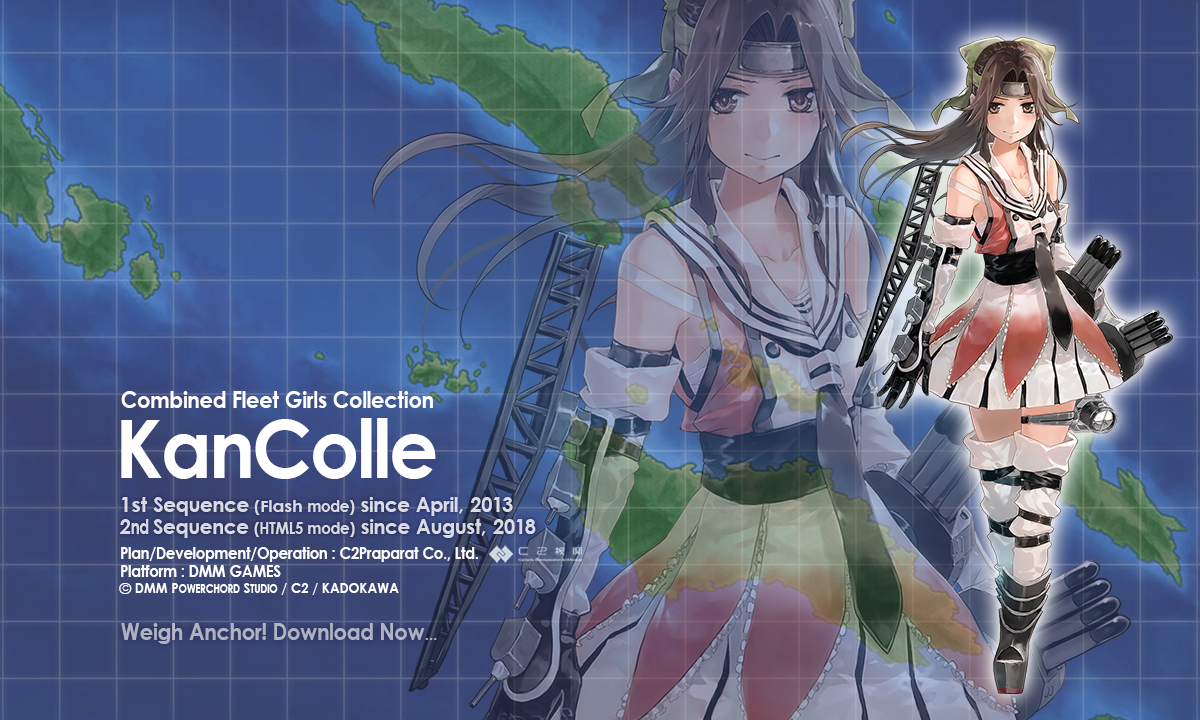 Combined Fleet Girls Collection
KanColle
1st Sequence (Flash mode) since April, 2013
2nd Sequence (HTML5 mode) since August, 2018
Plan/Development/Operation : C2Praparat Co., Ltd.
Platform : DMM GAMES
© DMM POWERCHORD STUDIO / C2 / KADOKAWA
Weigh Anchor! Download Now...